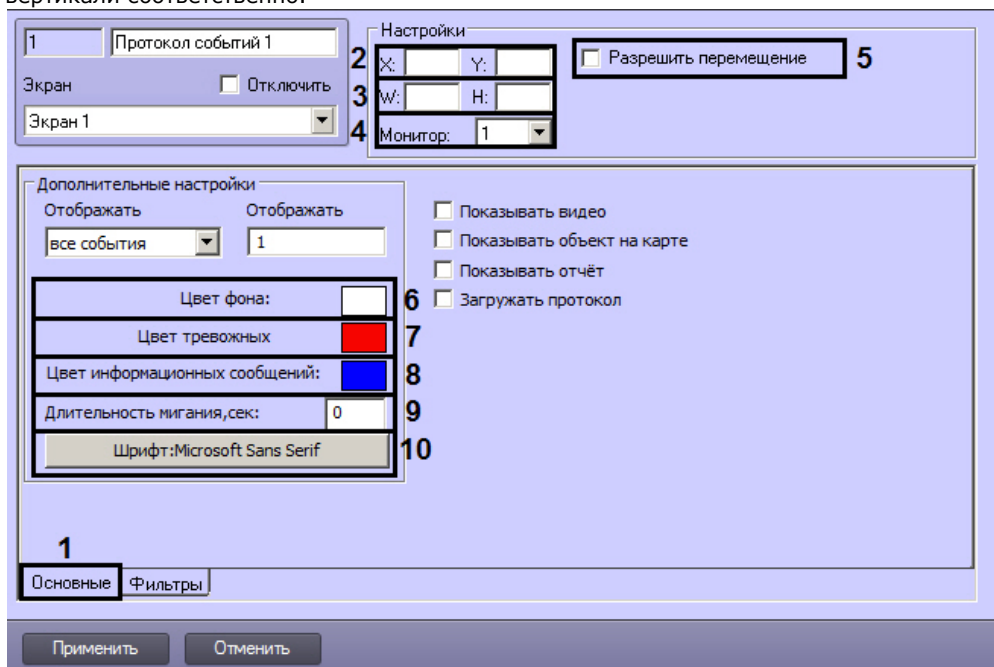 вертикали соответственно.
1 Протокол событий 1
Настройки
2 X: Y: Разрешить перемещение 5
Экран Отключить
3 W: H:
Экран 1
4 Монитор: 1
Дополнительные настройки
Отображать Отображать
все события 1
Показывать видео
Показывать объект на карте
Показывать отчёт
Загружать протокол
Цвет фона: 6
Цвет тревожных 7
Цвет информационных сообщений: 8
Длительность мигания,сек: 0 9
Шрифт:Microsoft Sans Serif 10
1
Основные Фильтры
Применить Отменить